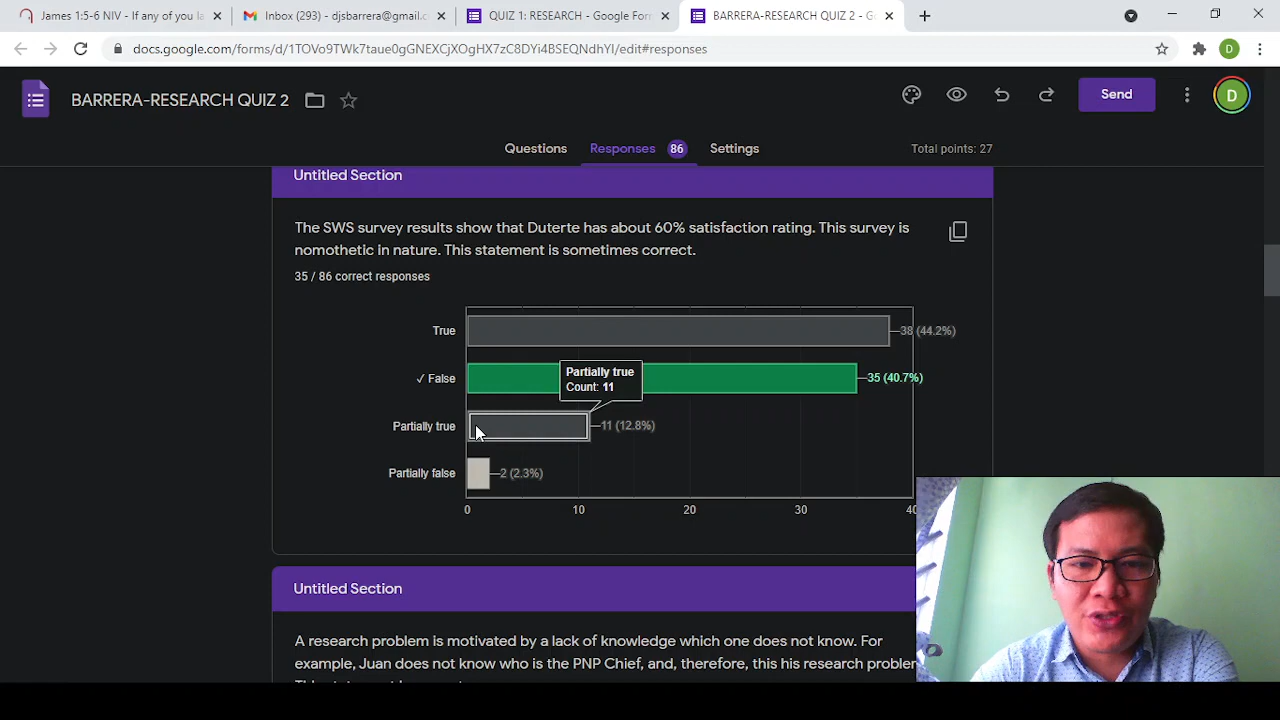 James 1:5-6 NIV - If any of you la
Inbox (293) - djsbarrera@gmail.c
QUIZ 1: RESEARCH - Google Form
BARRERA-RESEARCH QUIZ 2 - Go
docs.google.com/forms/d/1TOVo9TWk7taue0gGNEXCjXOgHX7zC8DYi4BSEQNdhYI/edit#responses
D
BARRERA-RESEARCH QUIZ 2
Send
D
Questions
Responses 86
Settings
Total points: 27
Untitled Section
The SWS survey results show that Duterte has about 60% satisfaction rating. This survey is
nomothetic in nature. This statement is sometimes correct.
35 / 86 correct responses
True
38 (44.2%)
✓ False
35 (40.7%)
Partially true
Count: 11
Partially true
11 (12.8%)
Partially false
2 (2.3%)
0 10 20 30 40
Untitled Section
A research problem is motivated by a lack of knowledge which one does not know. For
example, Juan does not know who is the PNP Chief, and, therefore, this his research problem